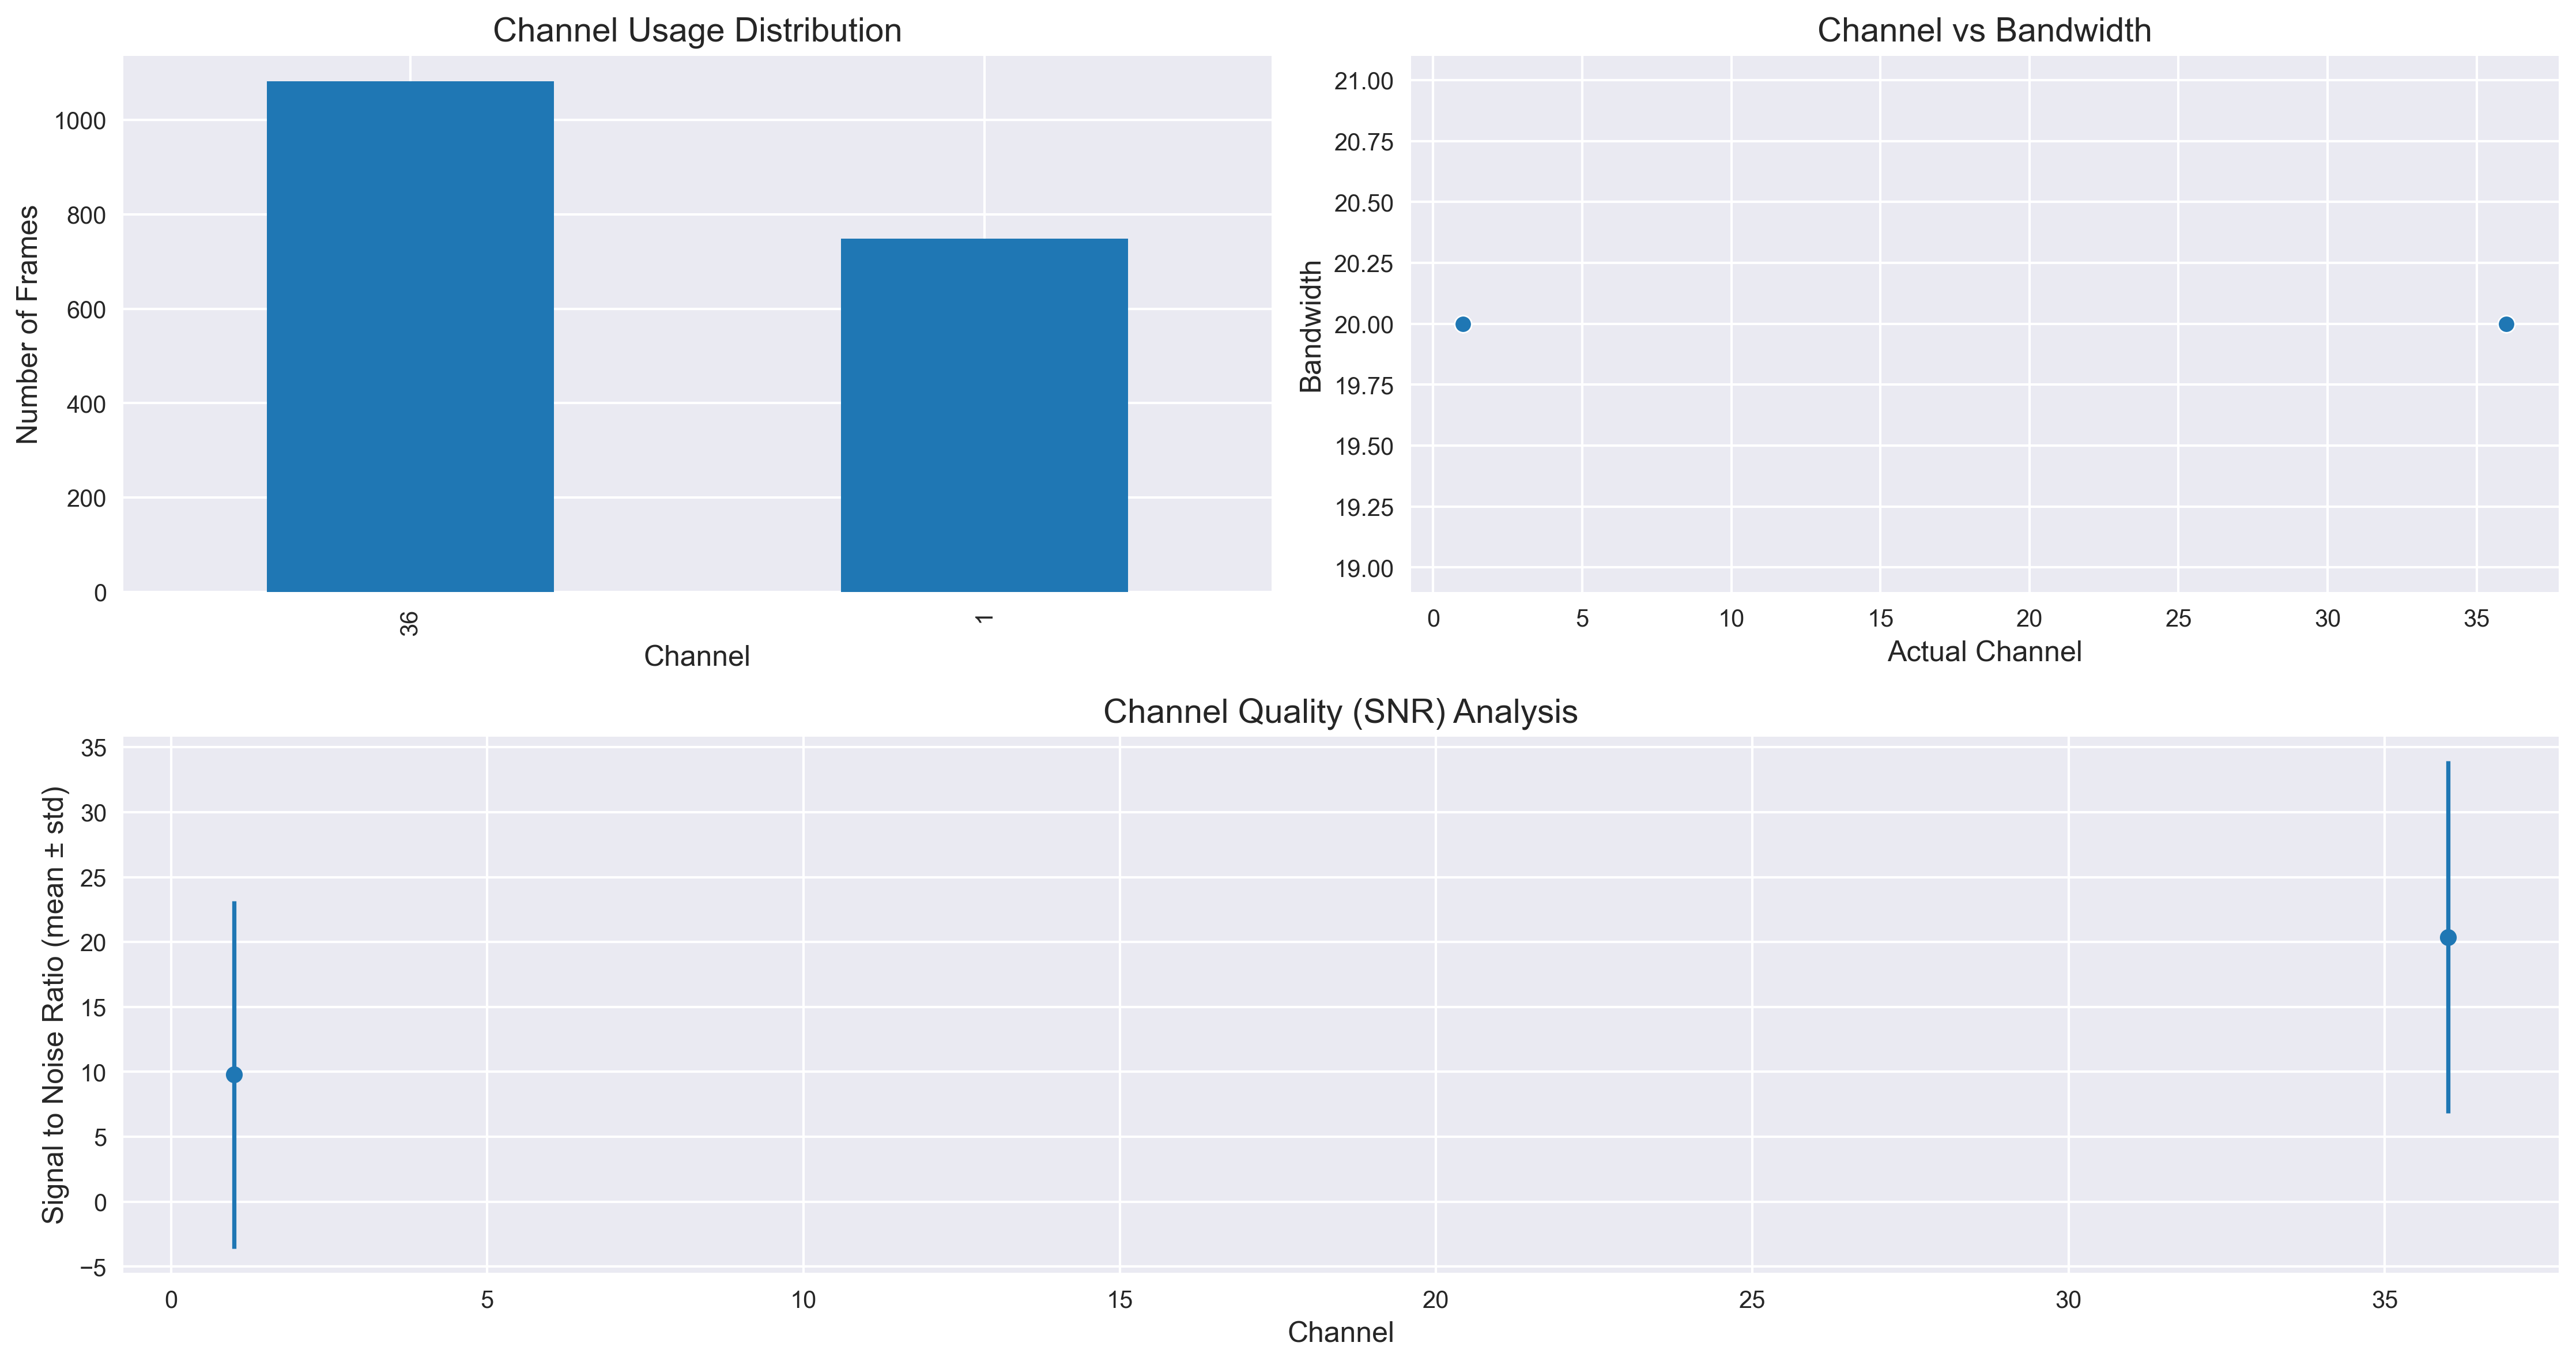 Channel Usage Distribution
Number of Frames
1000
800
600
400
200
0
36
1
Channel
Channel vs Bandwidth
Bandwidth
21.00
20.75
20.50
20.25
20.00
19.75
19.50
19.25
19.00
0 5 10 15 20 25 30 35
Actual Channel
Channel Quality (SNR) Analysis
Signal to Noise Ratio (mean ± std)
35
30
25
20
15
10
5
0
−5
0 5 10 15 20 25 30 35
Channel